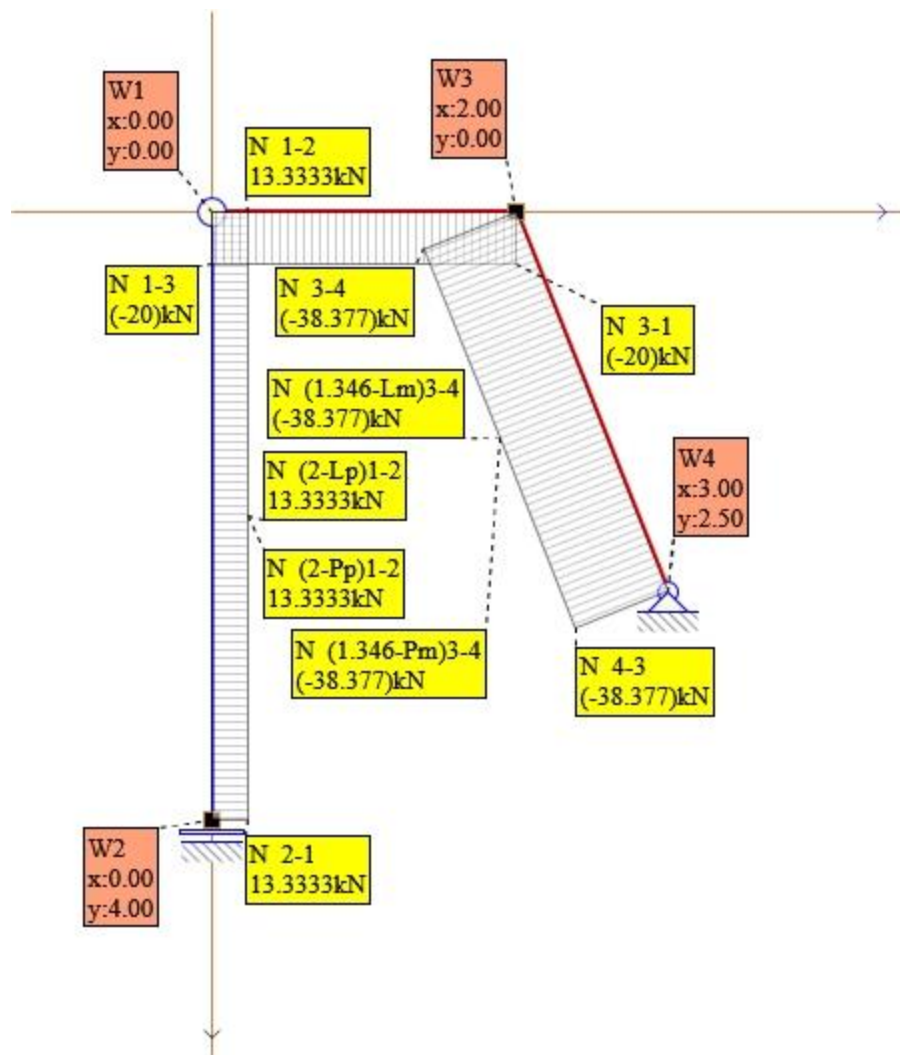 W1
x:0.00
y:0.00
W3
x:2.00
y:0.00
N 1-2
13.3333kN
N 1-3
(-20)kN
N 3-4
(-38.377)kN
N 3-1
(-20)kN
N (1.346-Lm)3-4
(-38.377)kN
N (2-Lp)1-2
13.3333kN
W4
x:3.00
y:2.50
N (2-Pp)1-2
13.3333kN
N (1.346-Pm)3-4
(-38.377)kN
N 4-3
(-38.377)kN
W2
x:0.00
y:4.00
N 2-1
13.3333kN